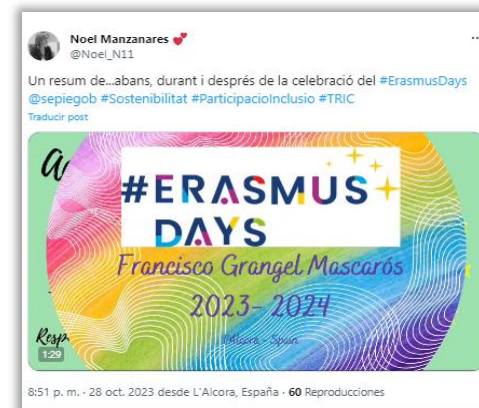 Noel Manzanares 💕
@Noel_N11
Un resum de...abans, durant i després de la celebració del #ErasmusDays
@sepiegob #Sostenibilitat #ParticipacioInclusio #TRIC
Traducir post
#ERASMUS+
DAYS
Francisco Grangel Mascarós
2023-2024
l'Alcora - Spain
Resp
1:29
8:51 p. m. · 28 oct. 2023 desde L'Alcora, España · 60 Reproducciones